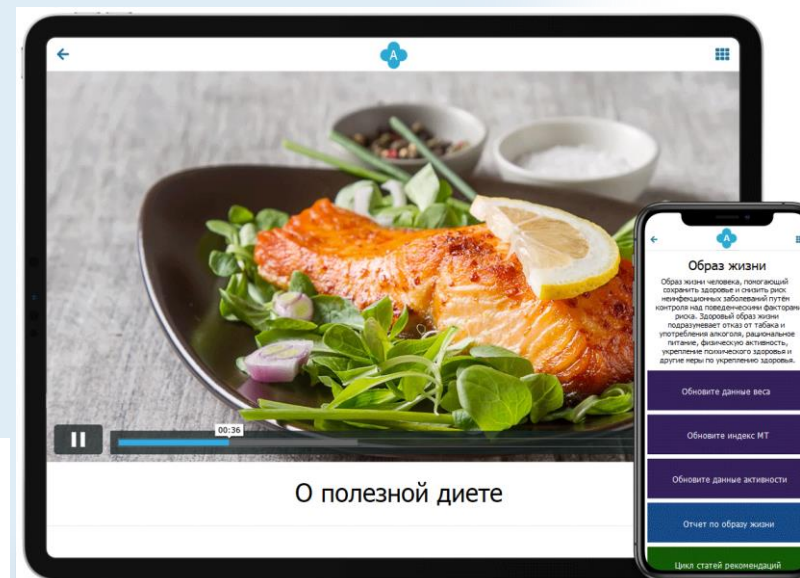 A
00:36
О полезной диете
A
Образ жизни
Образ жизни человека, помогающий
сохранить здоровье и снизить риск
неинфекционных заболеваний путём
контроля над поведенческими факторами
риска. Здоровый образ жизни
подразумевает отказ от табака и
употребления алкоголя, рациональное
питание, физическую активность,
укрепление психического здоровья и
другие меры по укреплению здоровья.
Обновите данные веса
Обновите индекс МТ
Обновите данные активности
Отчет по образу жизни
Цикл статей рекомендаций